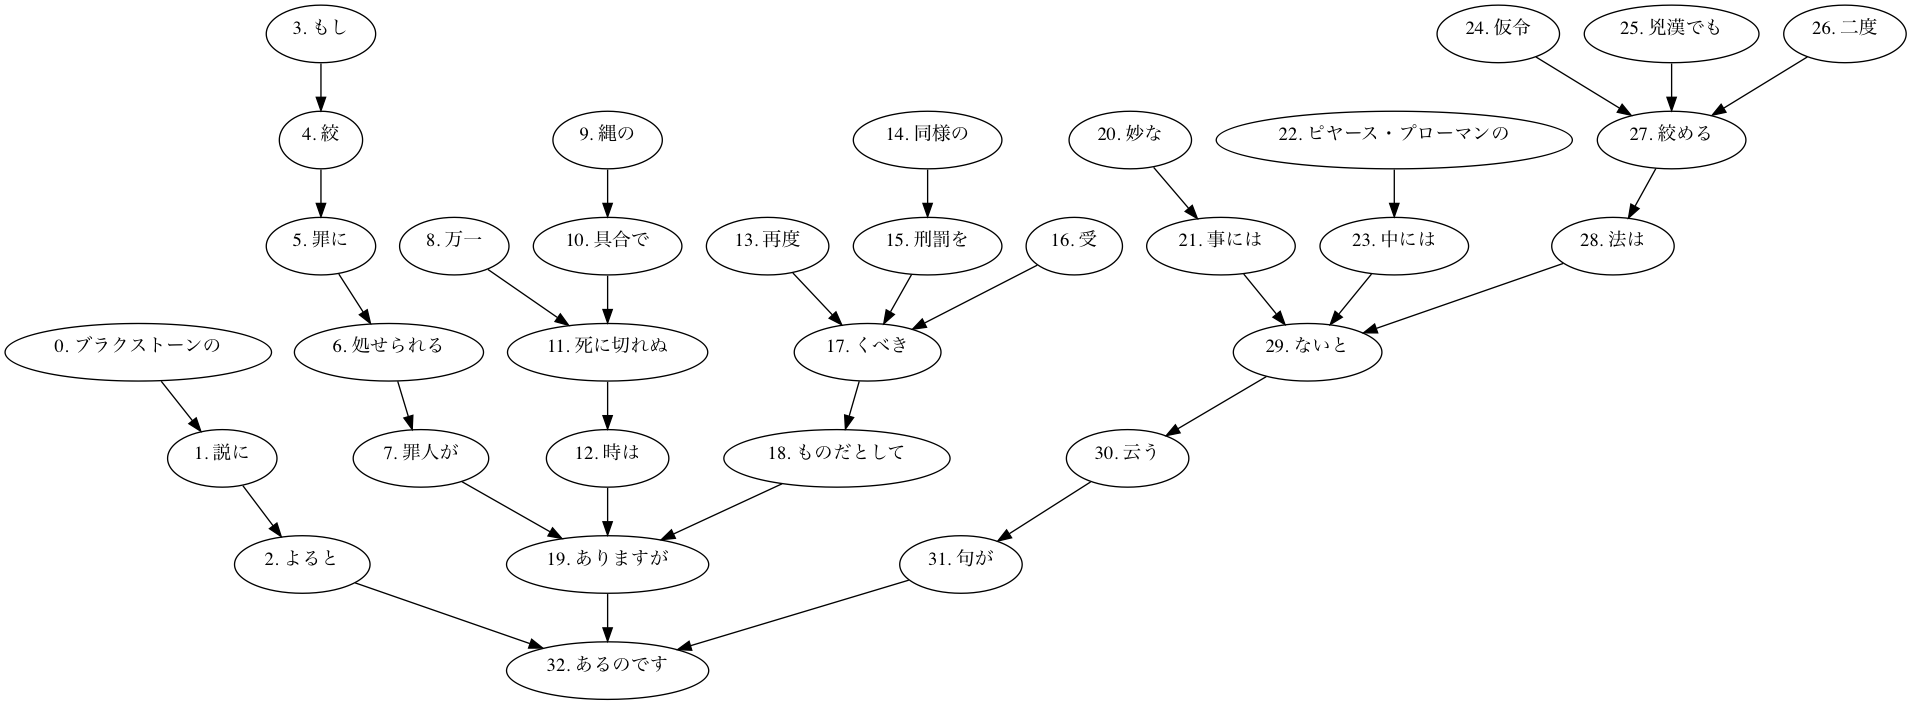 0. ブラクストーンの
1. 説に
2. よると
3. もし
4. 絞
5. 罪に
6. 処せられる
7. 罪人が
8. 万一
9. 縄の
10. 具合で
11. 死に切れぬ
12. 時は
13. 再度
14. 同様の
15. 刑罰を
16. 受
17. くべき
18. ものだとして
19. ありますが
20. 妙な
21. 事には
22. ピヤース・プローマンの
23. 中には
24. 仮令
25. 兇漢でも
26. 二度
27. 絞める
28. 法は
29. ないと
30. 云う
31. 句が
32. あるのです